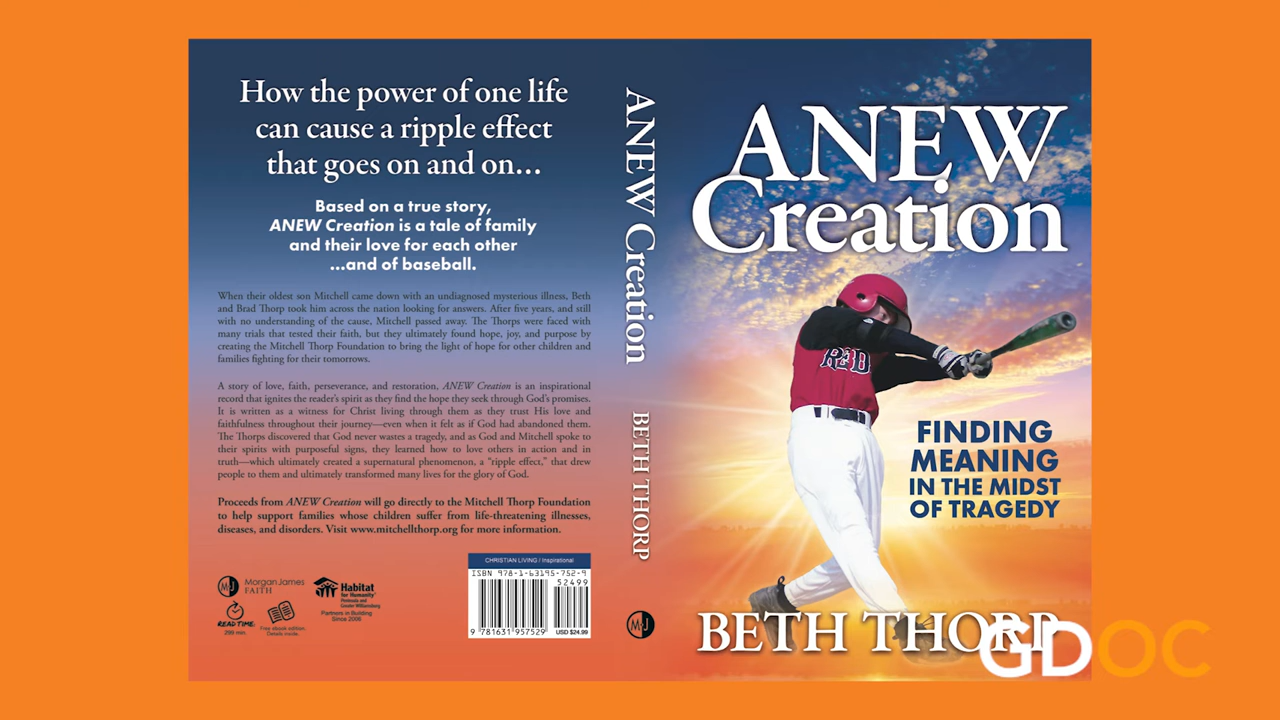 How the power of one life
can cause a ripple effect
that goes on and on...
Based on a true story,
ANEW Creation is a tale of family
and their love for each other
...and of baseball.
When their oldest son Mitchell came down with an undiagnosed mysterious illness, Beth
and Brad Thorp took him across the nation looking for answers. After five years, and still
with no understanding of the cause, Mitchell passed away. The Thorps were faced with
many trials that tested their faith, but they ultimately found hope, joy, and purpose by
creating the Mitchell Thorp Foundation to bring the light of hope for other children and
families fighting for their tomorrows.
A story of love, faith, perseverance, and restoration, ANEW Creation is an inspirational
record that ignites the reader's spirit as they find the hope they seek through God's promises.
It is written as a witness for Christ living through them as they trust His love and
faithfulness throughout their journey—even when it felt as if God had abandoned them.
The Thorps discovered that God never wastes a tragedy, and as God and Mitchell spoke to
their spirits with purposeful signs, they learned how to love others in action and in
truth—which ultimately created a supernatural phenomenon, a "ripple effect," that drew
people to them and ultimately transformed many lives for the glory of God.
Proceeds from ANEW Creation will go directly to the Mitchell Thorp Foundation
to help support families whose children suffer from life-threatening illnesses,
diseases, and disorders. Visit www.mitchellthorp.org for more information.
MJ
Morgan James
FAITH
READ TIME:
299 min.
Free ebook edition.
Details inside.
Habitat
for Humanity
Peninsula and
Greater Williamsburg
Partners in Building
Since 2006
CHRISTIAN LIVING / Inspirational
ISBN 978-1-63195-752-9
52499
9 781631 957529
USD $24.99
ANEW Creation
BETH THORP
MJ
ANEW
Creation
RED
FINDING
MEANING
IN THE MIDST
OF TRAGEDY
BETH THORP
GDOC